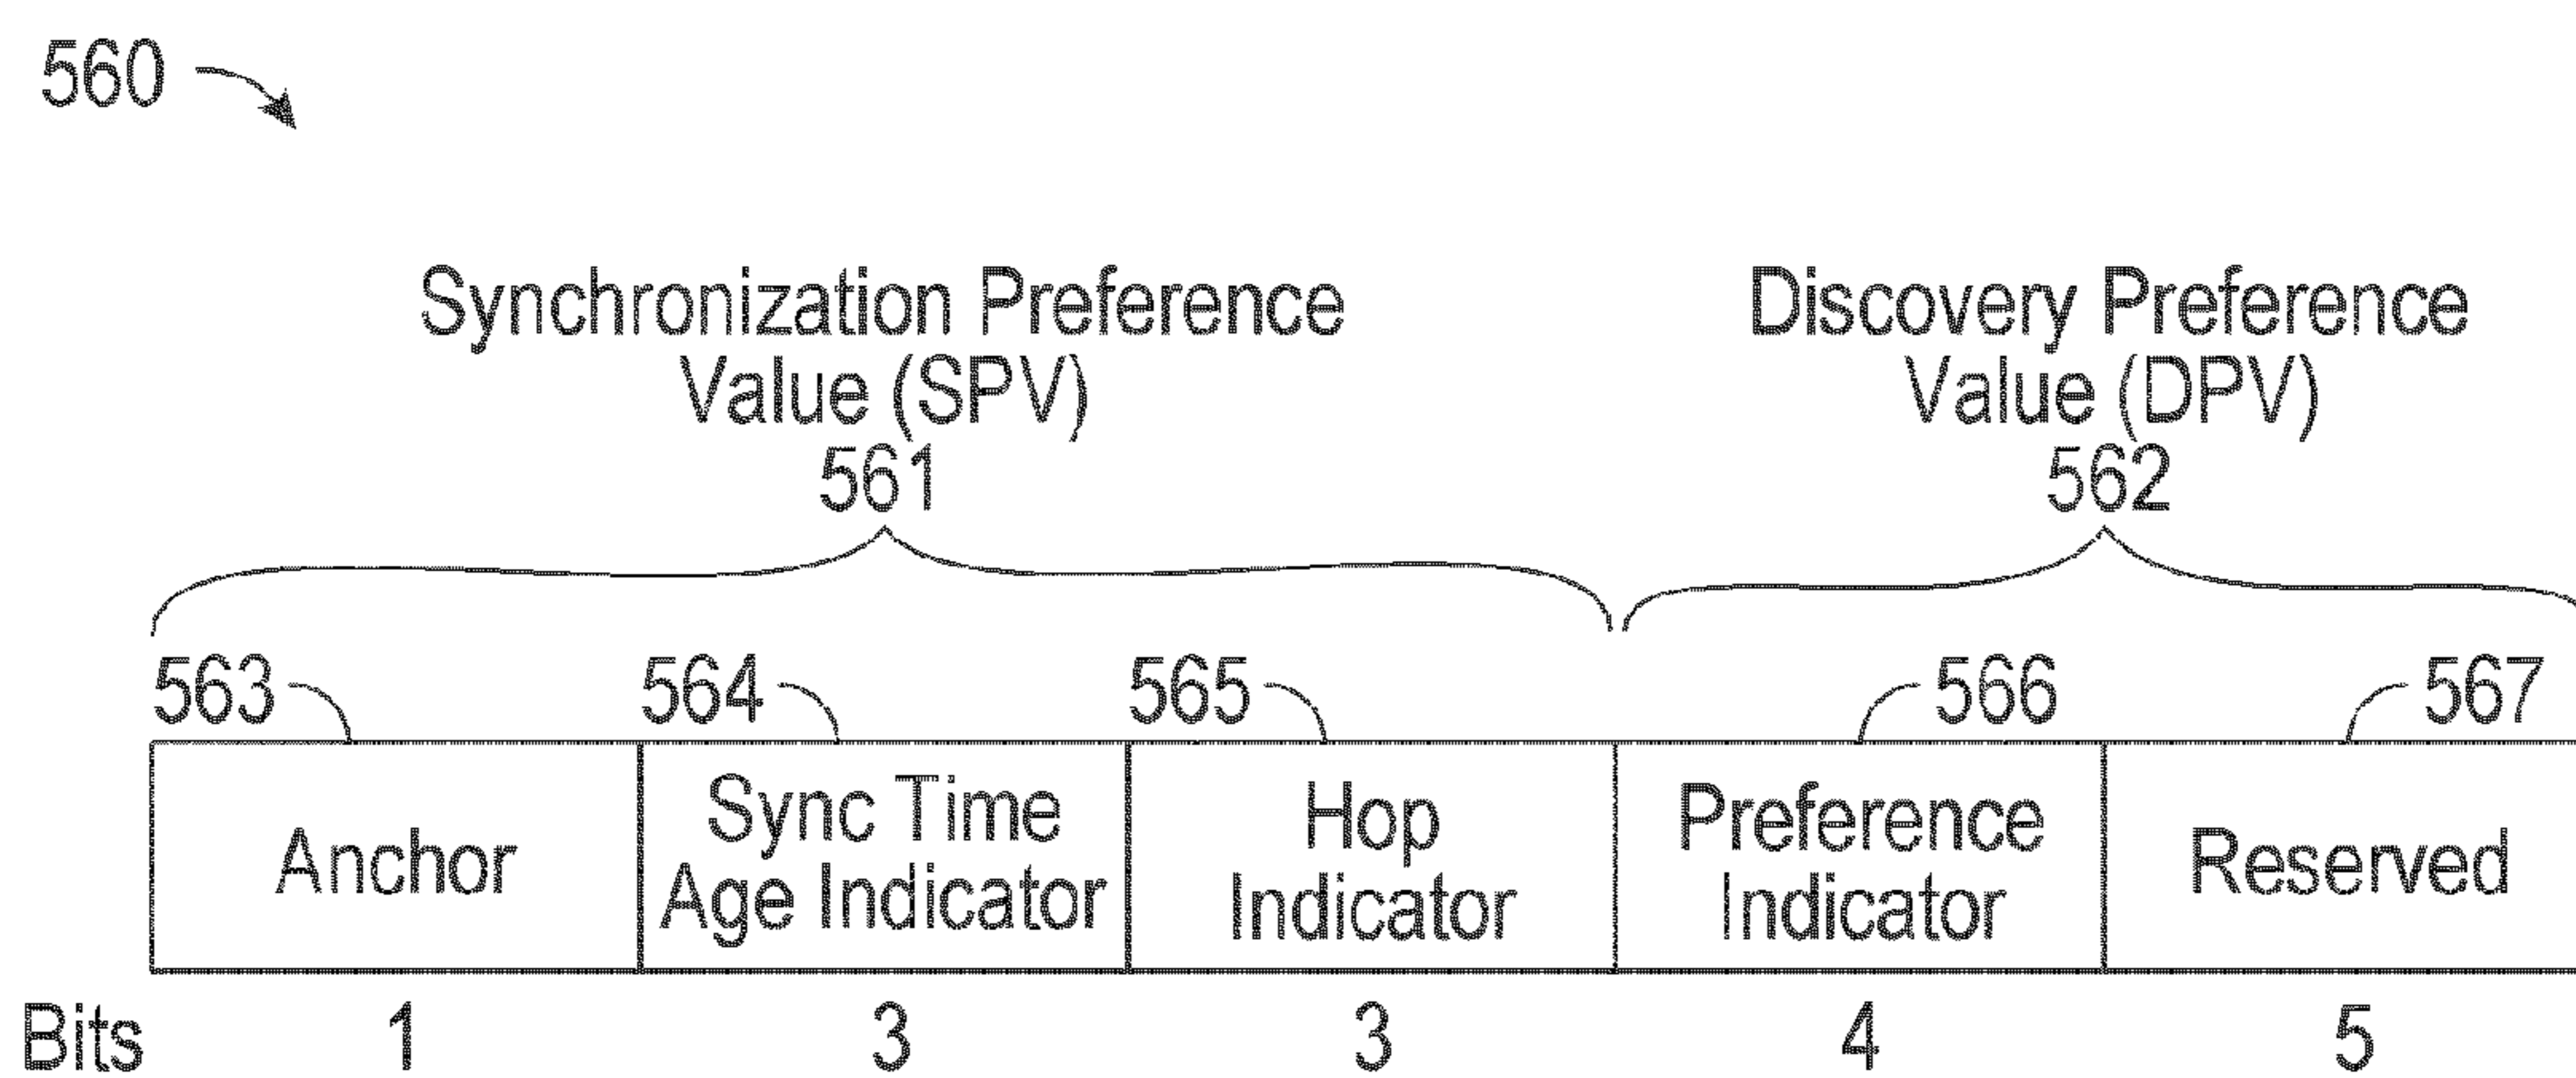 560
Synchronization Preference
Value (SPV)
561
Discovery Preference
Value (DPV)
562
563
564
565
566
567
Anchor
Sync Time
Age Indicator
Hop
Indicator
Preference
Indicator
Reserved
Bits 1 3 3 4 5